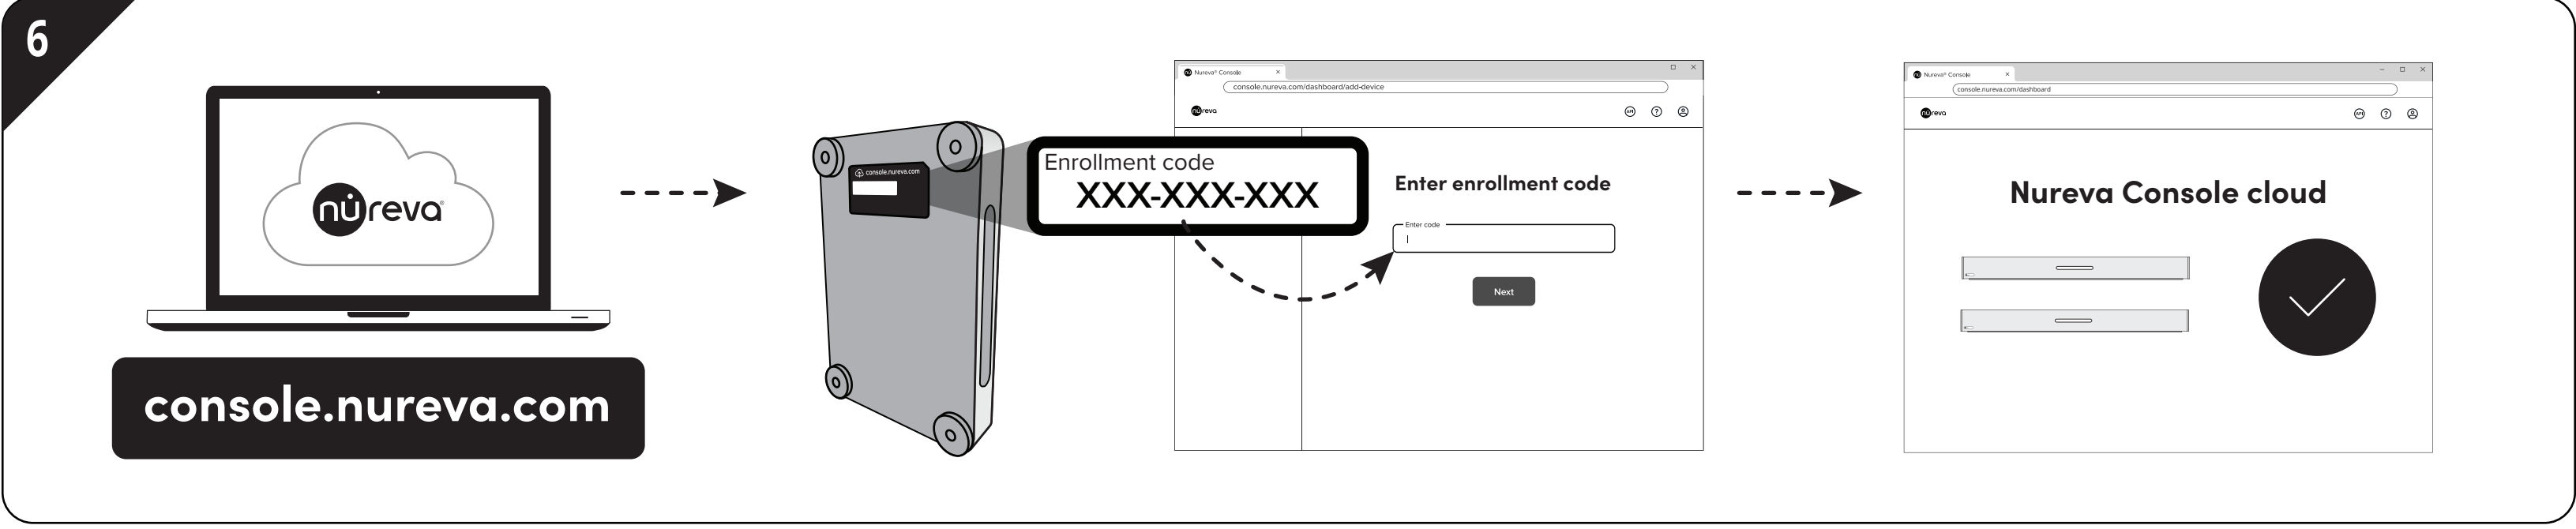 6
nureva®
console.nureva.com
console.nureva.com
Enrollment code
XXX-XXX-XXX
Nureva® Console
console.nureva.com/dashboard/add-device
nureva
API ?
Enter enrollment code
Enter code
Next
Nureva® Console
console.nureva.com/dashboard
nureva
API ?
Nureva Console cloud